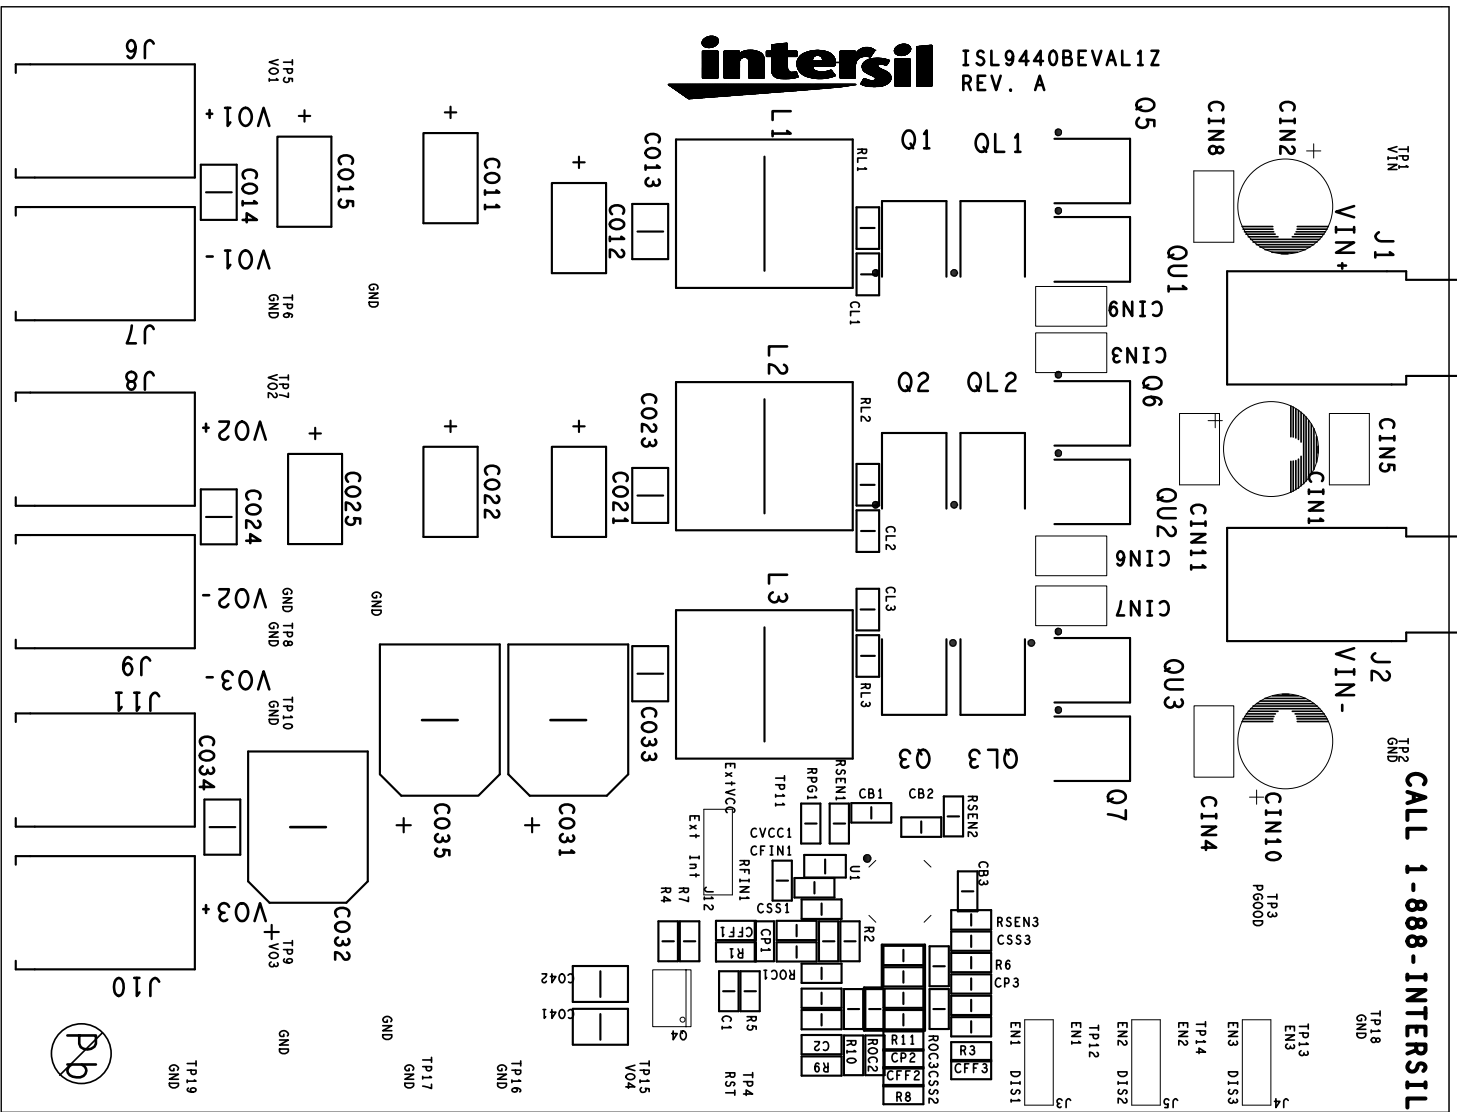 intersil
ISL9440BEVAL1Z
REV. A
J6
TP5
VO1
VO1+
+
+
+
CO14
CO15
CO11
CO12
CO13
L1
RL1
Q1
QL1
Q5
CIN8
CIN2
+
TP1
VIN
VIN+
J1
VO1-
TP6
GND
GND
J7
CL1
QU1
CIN9
CIN3
J8
TP7
VO2
VO2+
+
+
+
CO24
CO25
CO22
CO21
CO23
L2
RL2
Q2
QL2
Q6
+
CIN5
CIN1
CIN11
QU2
CL2
CIN6
CIN7
VO2-
GND
TP8
GND
GND
J9
L3
CL3
RL3
VO3-
J11
TP10
GND
CO34
CO33
QU3
J2
VIN-
TP2
GND
Q3
QL3
Q7
CIN4
CIN10
+
CO35
+
CO31
+
ExtVCC
Ext Int
J12
TP11
RPG1
RSEN1
CB1
CB2
RSEN2
CVCC1
CFIN1
RFIN1
U1
CB3
CSS1
R4
R7
CFF1
R1
CP1
R2
ROC1
RSEN3
CSS3
R6
CP3
TP3
PGOOD
CALL 1-888-INTERSIL
VO3+
+
CO32
TP9
VO3
J10
CO42
CO41
Q4
C1
R5
C2
R9
R10
ROC2
R11
CP2
CFF2
R8
ROC3
CSS2
R3
CFF3
EN1
DIS1
J3
TP12
EN1
EN2
DIS2
J5
TP14
EN2
EN3
DIS3
J4
TP13
EN3
TP18
GND
Pb
TP19
GND
GND
GND
TP17
GND
TP16
GND
TP15
VO4
TP4
RST